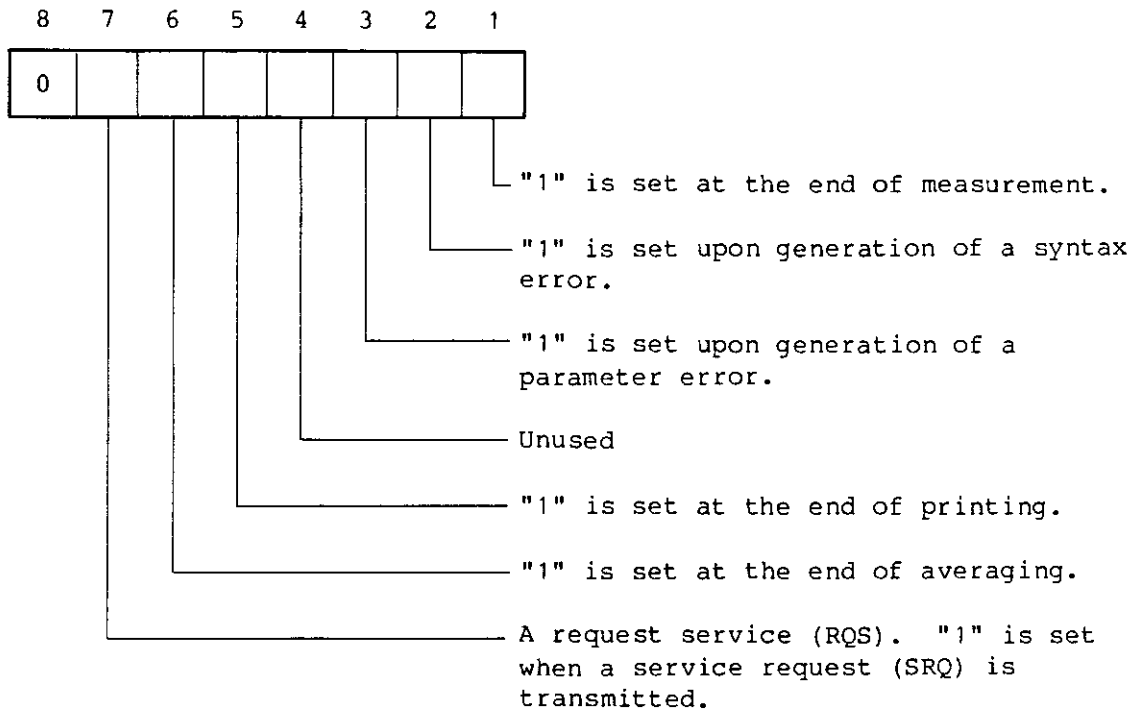 8 7 6 5 4 3 2 1
0
"1" is set at the end of measurement.
"1" is set upon generation of a syntax
error.
"1" is set upon generation of a
parameter error.
Unused
"1" is set at the end of printing.
"1" is set at the end of averaging.
A request service (RQS). "1" is set
when a service request (SRQ) is
transmitted.